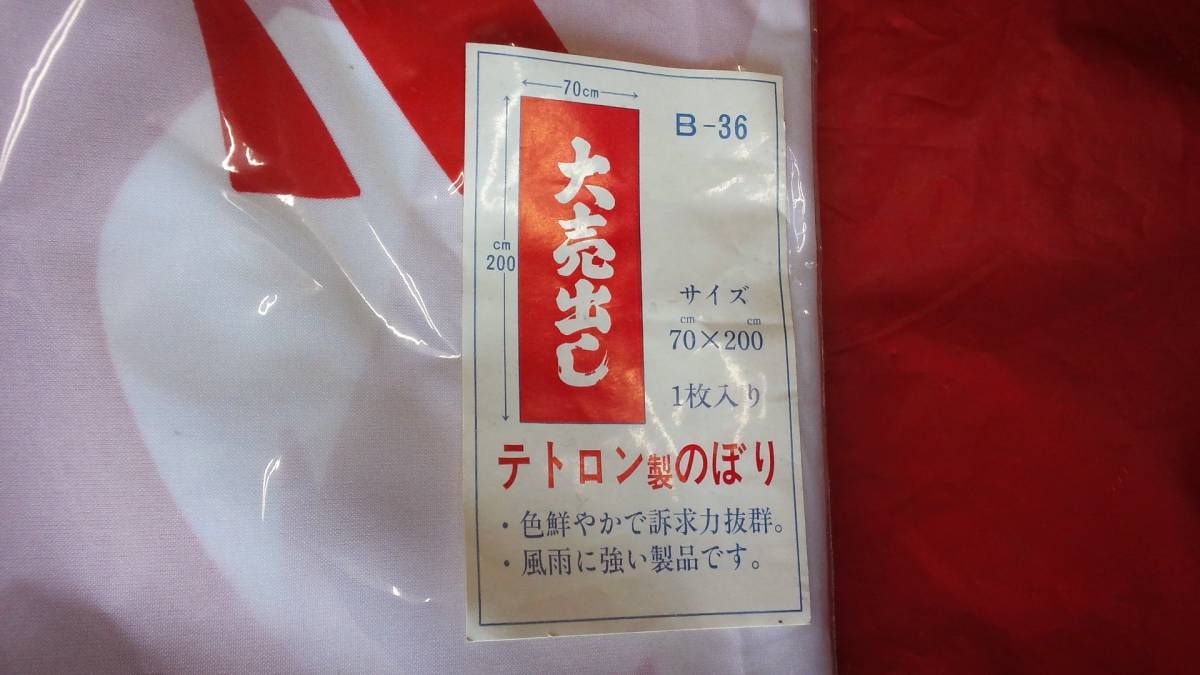 70cm
B-36
大売出し
cm
200
サイズ
cm cm
70×200
1枚入り
テトロン製のぼり
・色鮮やかで訴求力抜群。
・風雨に強い製品です。